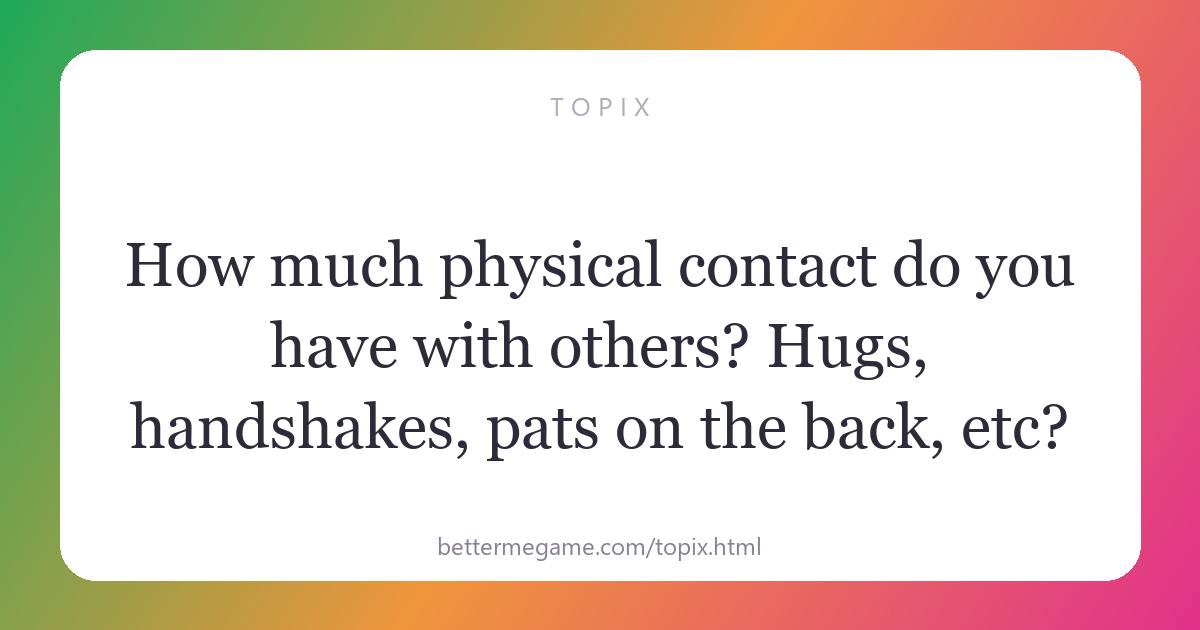 TOPIX
How much physical contact do you
have with others? Hugs,
handshakes, pats on the back, etc?
bettermegame.com/topix.html